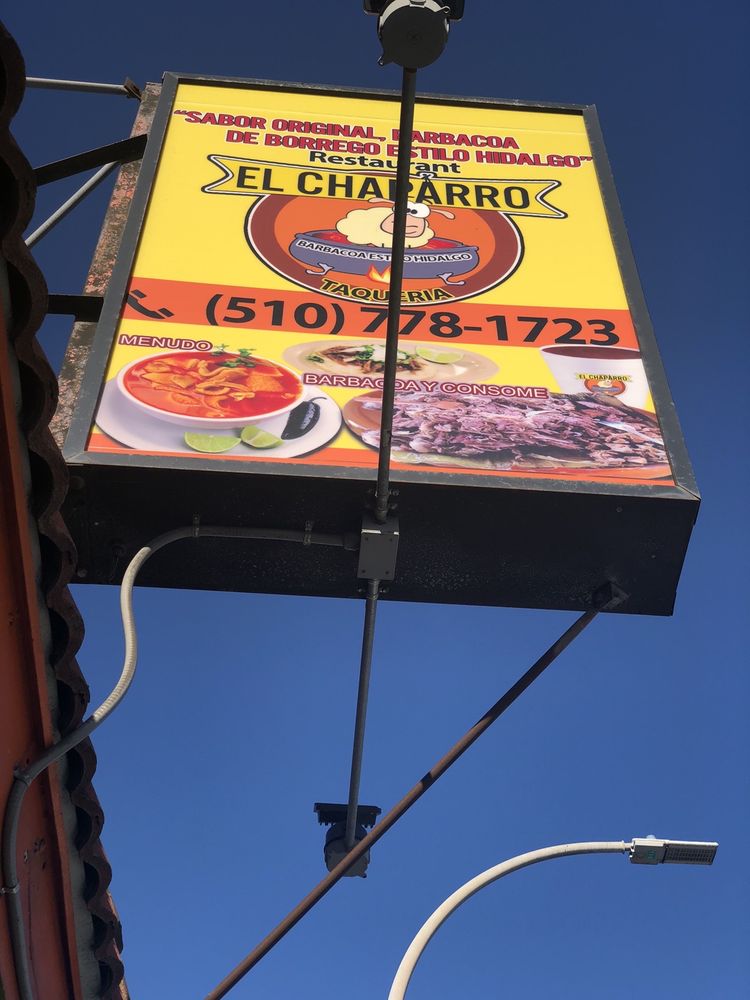 "SABOR ORIGINAL, BARBACOA
DE BORREGO ESTILO HIDALGO"
Restaurant
EL CHAPARRO
BARBACOA ESTILO HIDALGO
TAQUERIA
(510) 778-1723
MENUDO
BARBACOA Y CONSOME
EL CHAPARRO